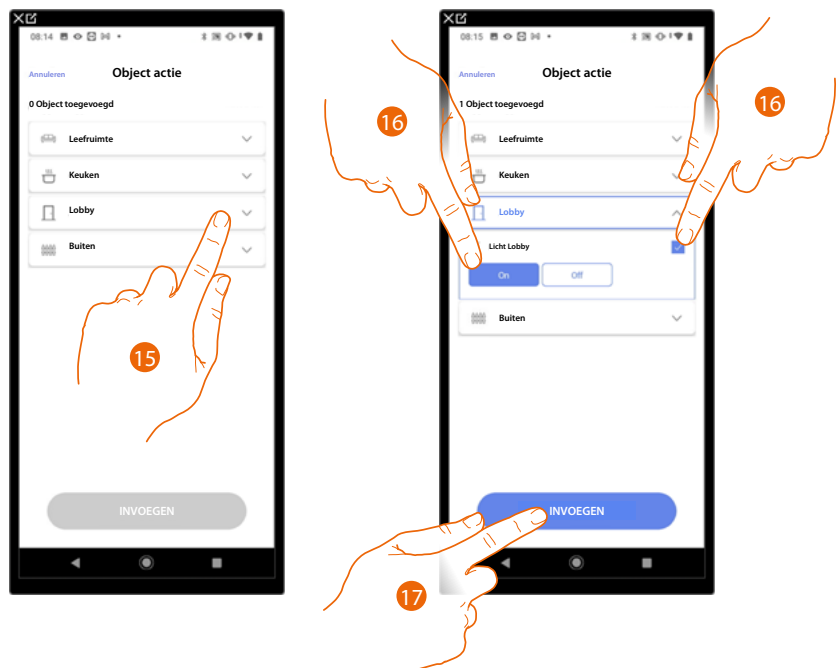 08:14
Annuleren Object actie
0 Object toegevoegd
Leefruimte
Keuken
Lobby
Buiten
15
INVOEGEN
08:15
Annuleren Object actie
1 Object toegevoegd
16
16
Leefruimte
Keuken
Lobby
Licht Lobby
On Off
Buiten
INVOEGEN
17